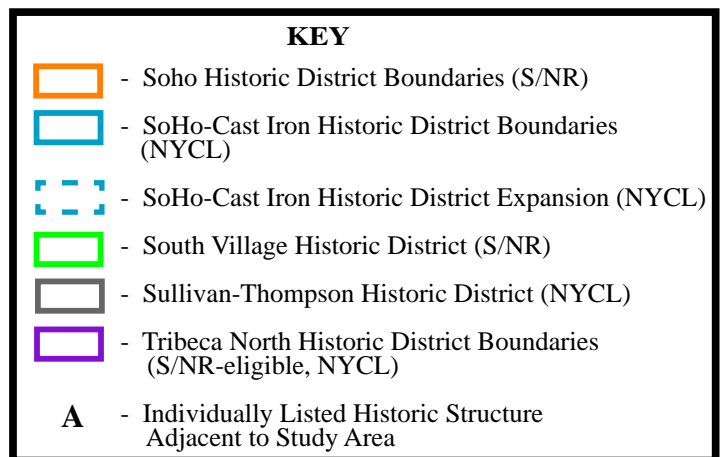 KEY
- Soho Historic District Boundaries (S/NR)
- SoHo-Cast Iron Historic District Boundaries
(NYCL)
- SoHo-Cast Iron Historic District Expansion (NYCL)
- South Village Historic District (S/NR)
- Sullivan-Thompson Historic District (NYCL)
- Tribeca North Historic District Boundaries
(S/NR-eligible, NYCL)
A - Individually Listed Historic Structure
Adjacent to Study Area